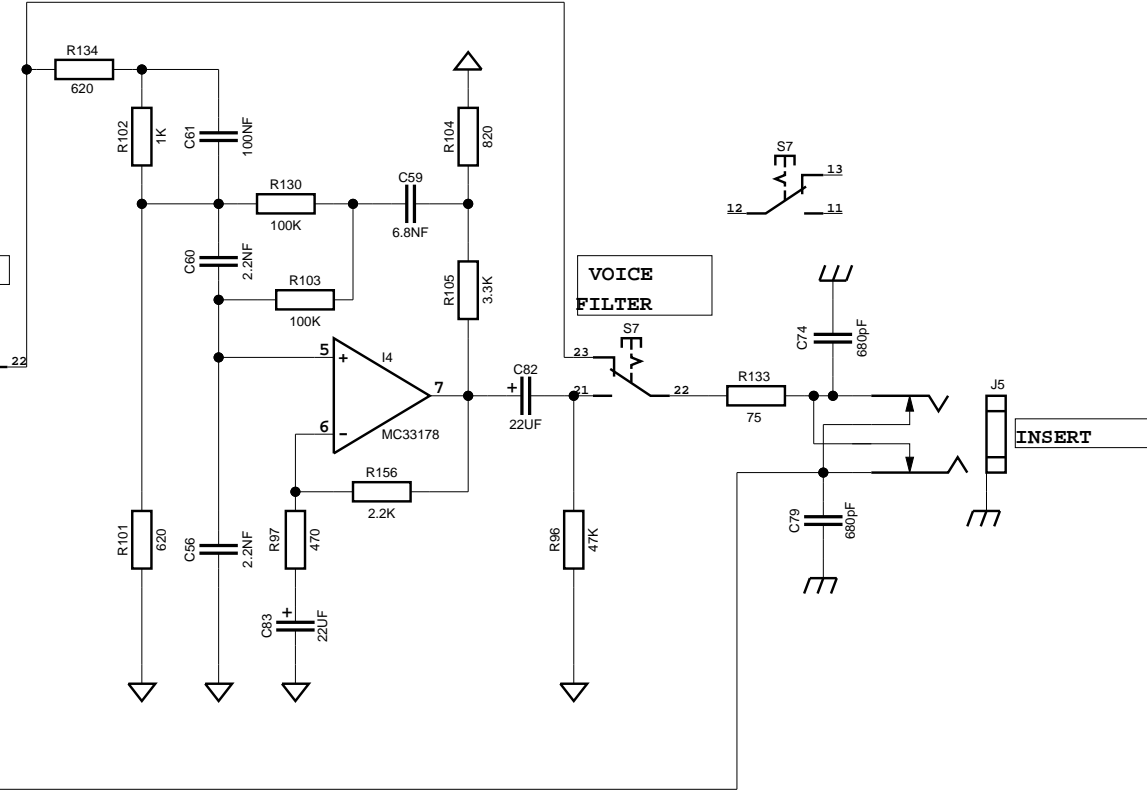 R134
620
R102
1K
C61
100NF
R104
820
S7
13
12
11
R130
100K
C59
6.8NF
C60
2.2NF
R103
100K
R105
3.3K
VOICE
FILTER
S7
C74
680pF
22
23
5
+
I4
7
C82
+
22UF
21
22
R133
75
J5
INSERT
6
-
MC33178
R156
2.2K
R101
620
C56
2.2NF
R97
470
R96
47K
C79
680pF
C83
+
22UF